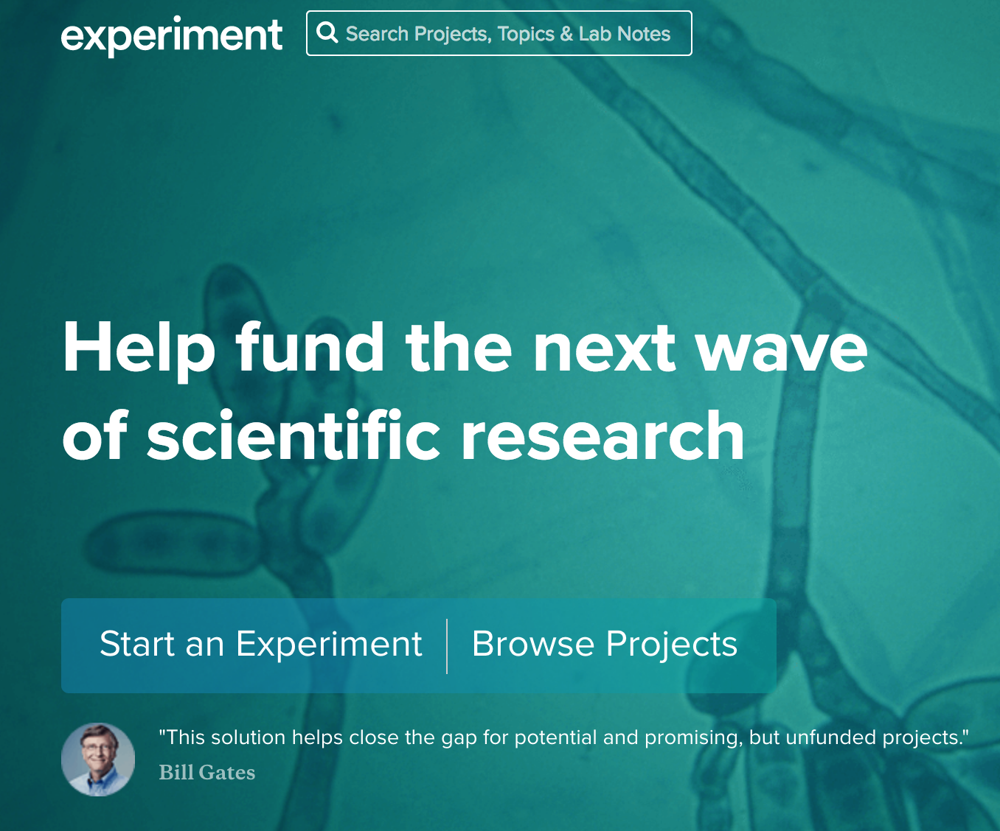 experiment
Search Projects, Topics & Lab Notes
Help fund the next wave
of scientific research
Start an Experiment
Browse Projects
"This solution helps close the gap for potential and promising, but unfunded projects."
Bill Gates